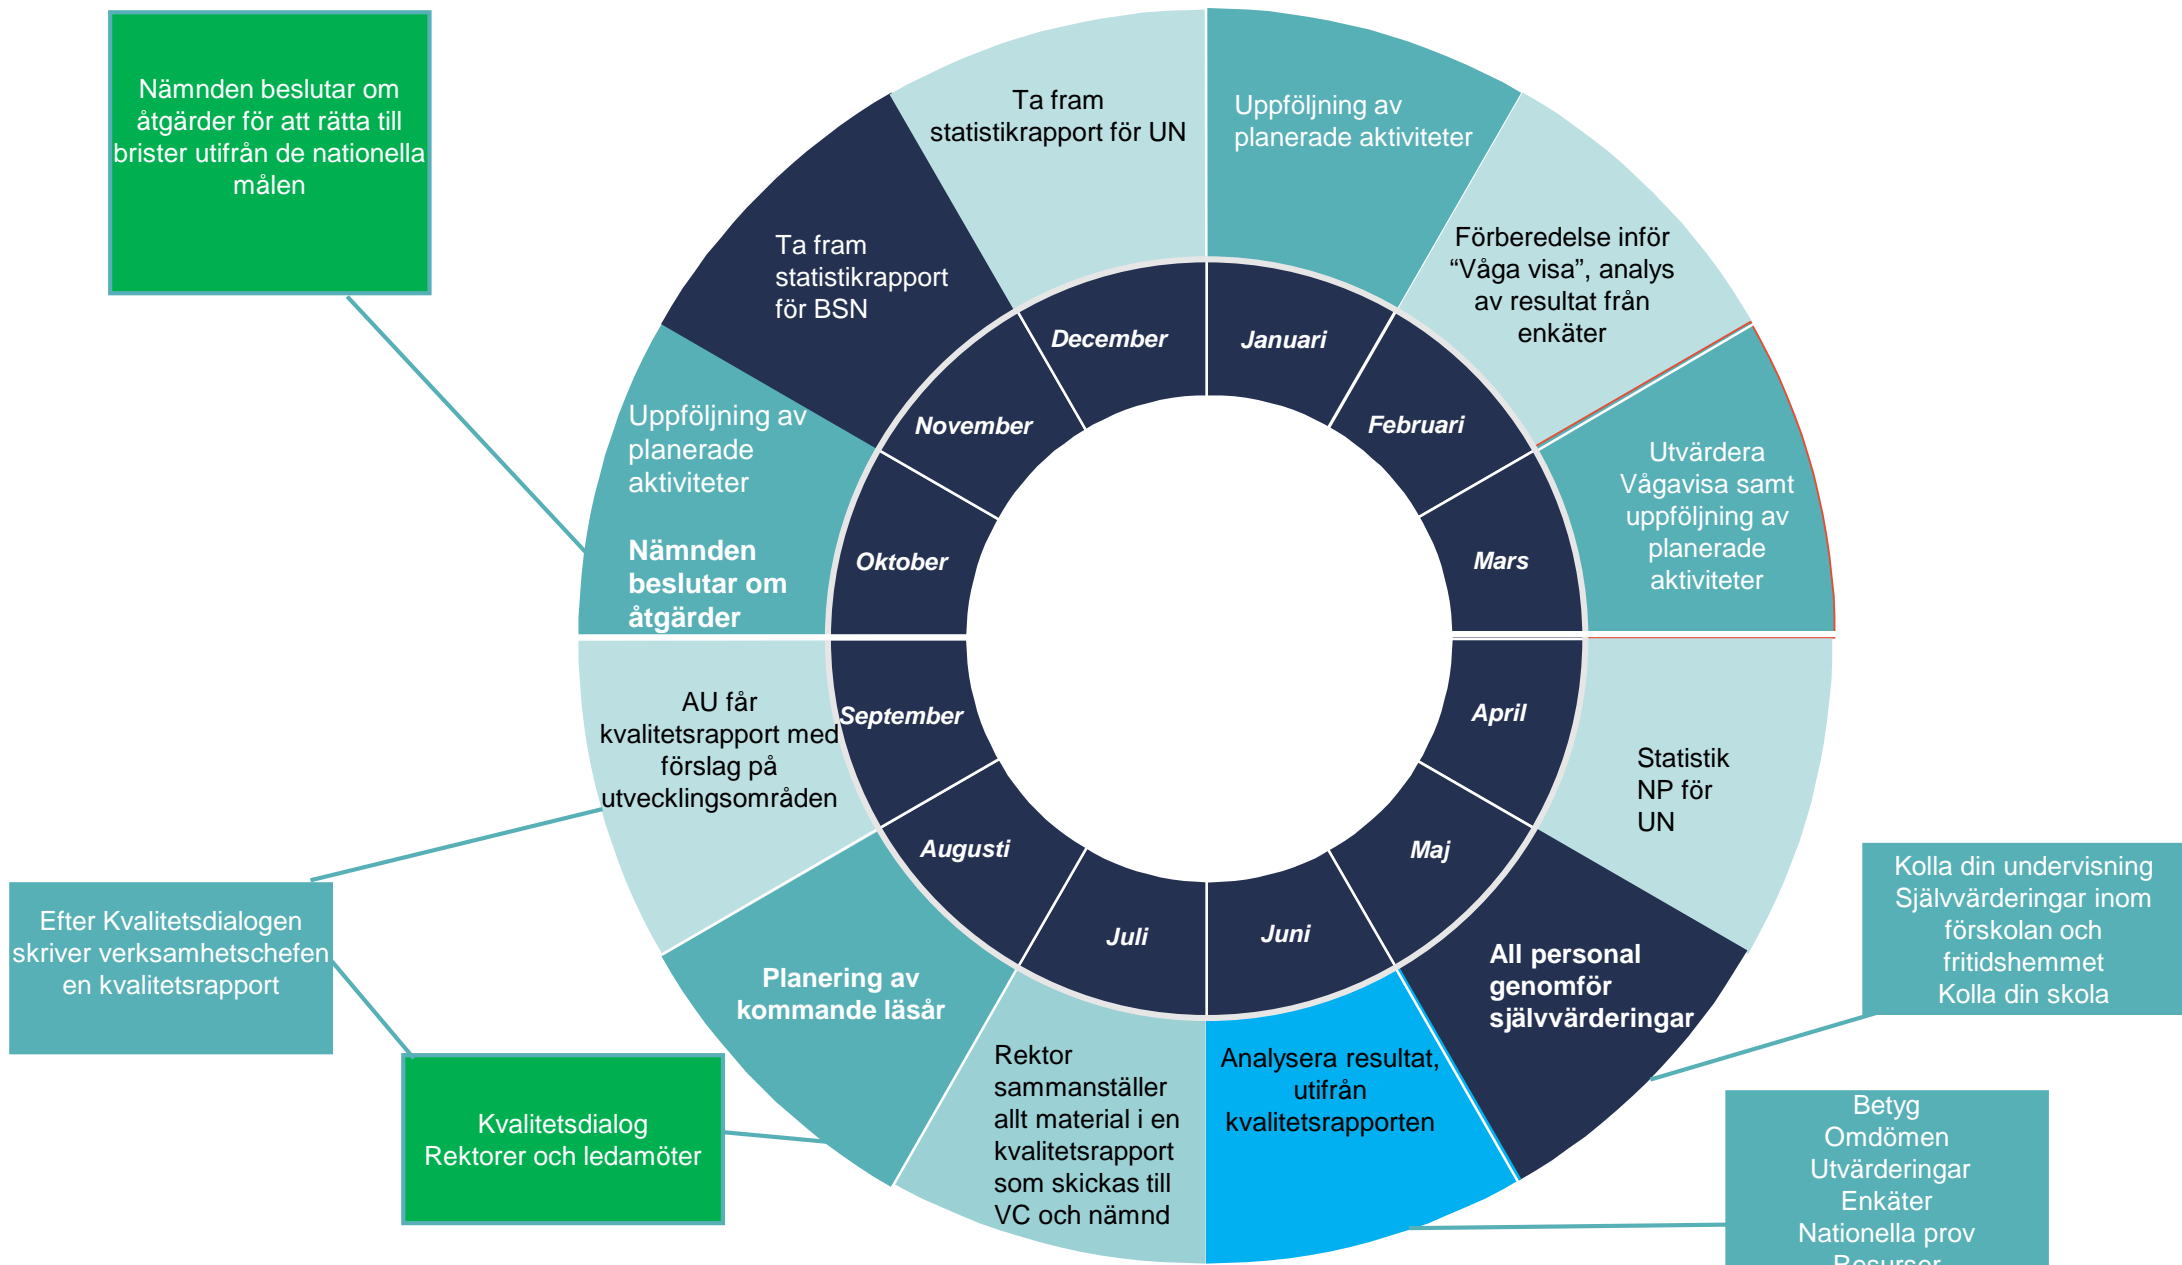 Nämnden beslutar om
åtgärder för att rätta till
brister utifrån de nationella
målen
Ta fram
statistikrapport för UN
Uppföljning av
planerade aktiviteter
Förberedelse inför
“Våga visa”, analys
av resultat från
enkäter
Utvärdera
Vågavisa samt
uppföljning av
planerade
aktiviteter
Statistik
NP för
UN
All personal
genomför
självvärderingar
Analysera resultat,
utifrån
kvalitetsrapporten
Rektor
sammanställer
allt material i en
kvalitetsrapport
som skickas till
VC och nämnd
Planering av
kommande läsår
AU får
kvalitetsrapport med
förslag på
utvecklingsområden
Uppföljning av
planerade
aktiviteter
Nämnden
beslutar om
åtgärder
Ta fram
statistikrapport
för BSN
Januari
Februari
Mars
April
Maj
Juni
Juli
Augusti
September
Oktober
November
December
Efter Kvalitetsdialogen
skriver verksamhetschefen
en kvalitetsrapport
Kvalitetsdialog
Rektorer och ledamöter
Kolla din undervisning
Självvärderingar inom
förskolan och
fritidshemmet
Kolla din skola
Betyg
Omdömen
Utvärderingar
Enkäter
Nationella prov
Resurser